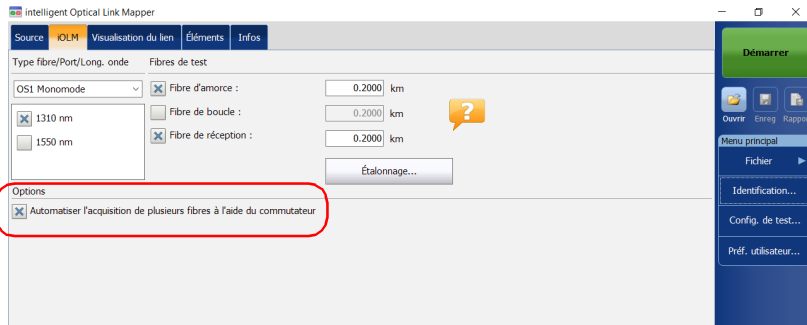 intelligent Optical Link Mapper
Source iOLM Visualisation du lien Éléments Infos
Type fibre/Port/Long. onde Fibres de test
OS1 Monomode
1310 nm
1550 nm
Fibre d'amorce : 0.2000 km
Fibre de boucle : 0.2000 km
Fibre de réception : 0.2000 km
?
Étalonnage...
Options
Automatiser l'acquisition de plusieurs fibres à l'aide du commutateur
Démarrer
Ouvrir Enreg Rappor
Menu principal
Fichier
Identification...
Config. de test...
Préf. utilisateur...